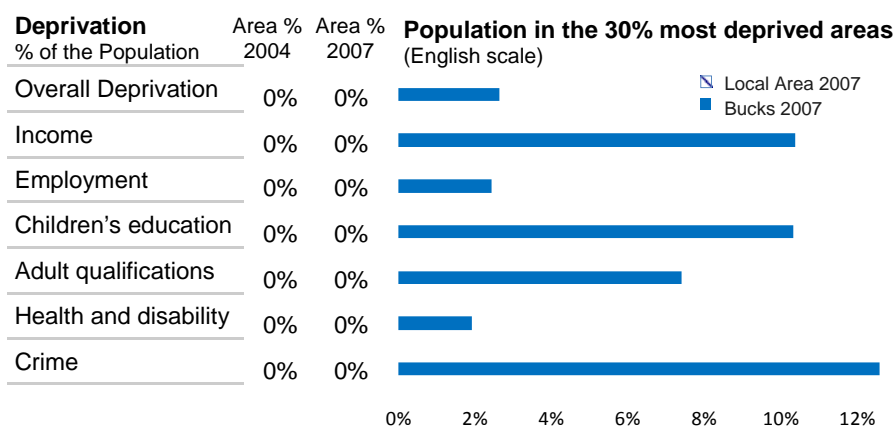 Deprivation Area % Area % Population in the 30% most deprived areas
% of the Population 2004 2007 (English scale)
Local Area 2007
Bucks 2007
Overall Deprivation 0% 0%
Income 0% 0%
Employment 0% 0%
Children's education 0% 0%
Adult qualifications 0% 0%
Health and disability 0% 0%
Crime 0% 0%
0% 2% 4% 6% 8% 10% 12%